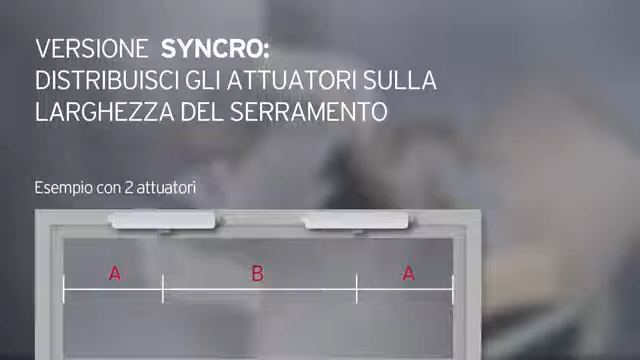 VERSIONE SYNCRO:
DISTRIBUISCI GLI ATTUATORI SULLA
LARGHEZZA DEL SERRAMENTO
Esempio con 2 attuatori
A B A